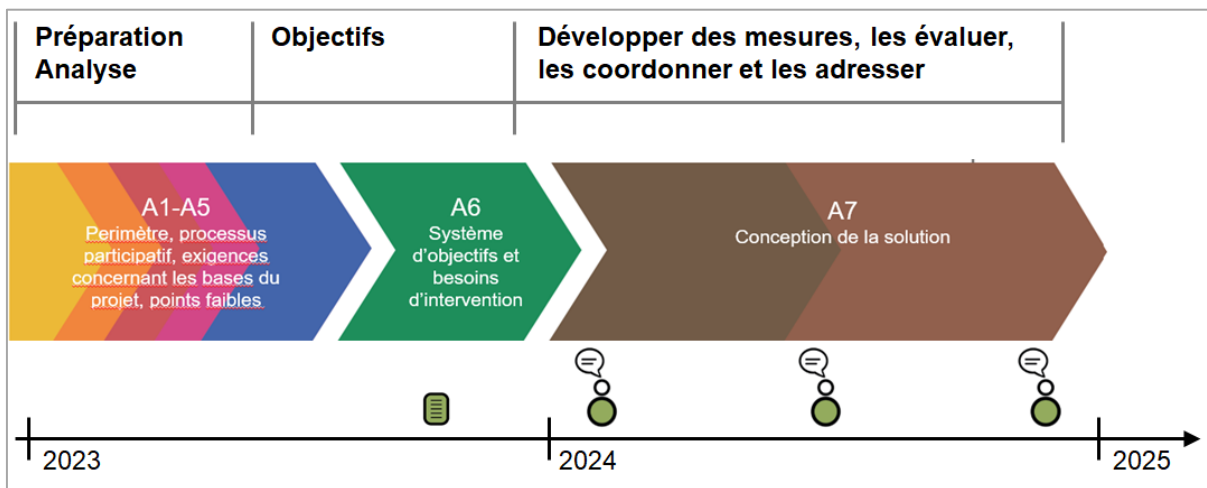 Préparation
Analyse
Objectifs
Développer des mesures, les évaluer,
les coordonner et les adresser
A1-A5
Perimètre, processus
participatif, exigences
concernant les bases du
projet, points faibles
A6
Système
d'objectifs et
besoins
d'intervention
A7
Conception de la solution
2023
2024
2025